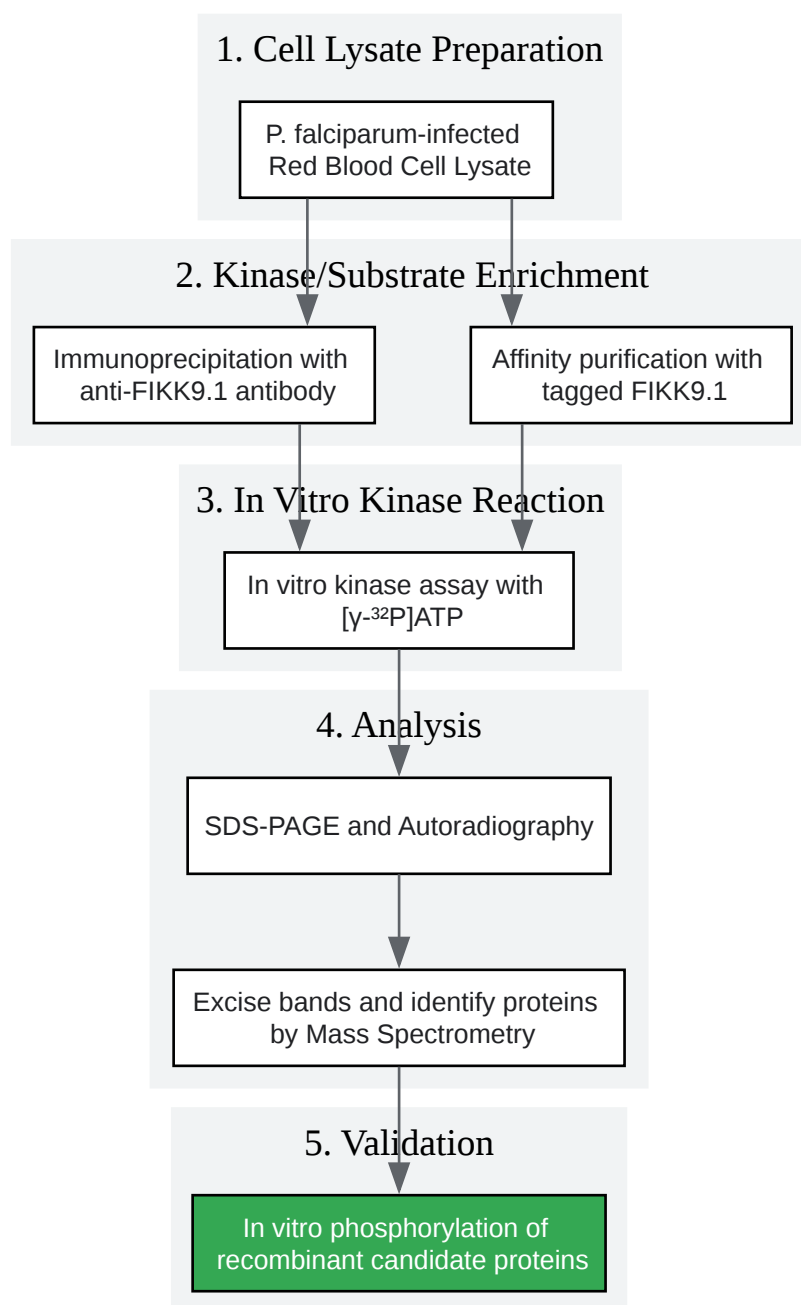 1. Cell Lysate Preparation
P. falciparum-infected
Red Blood Cell Lysate
2. Kinase/Substrate Enrichment
Immunoprecipitation with
anti-FIKK9.1 antibody
Affinity purification with
tagged FIKK9.1
3. In Vitro Kinase Reaction
In vitro kinase assay with
[γ-³²P]ATP
4. Analysis
SDS-PAGE and Autoradiography
Excise bands and identify proteins
by Mass Spectrometry
5. Validation
In vitro phosphorylation of
recombinant candidate proteins